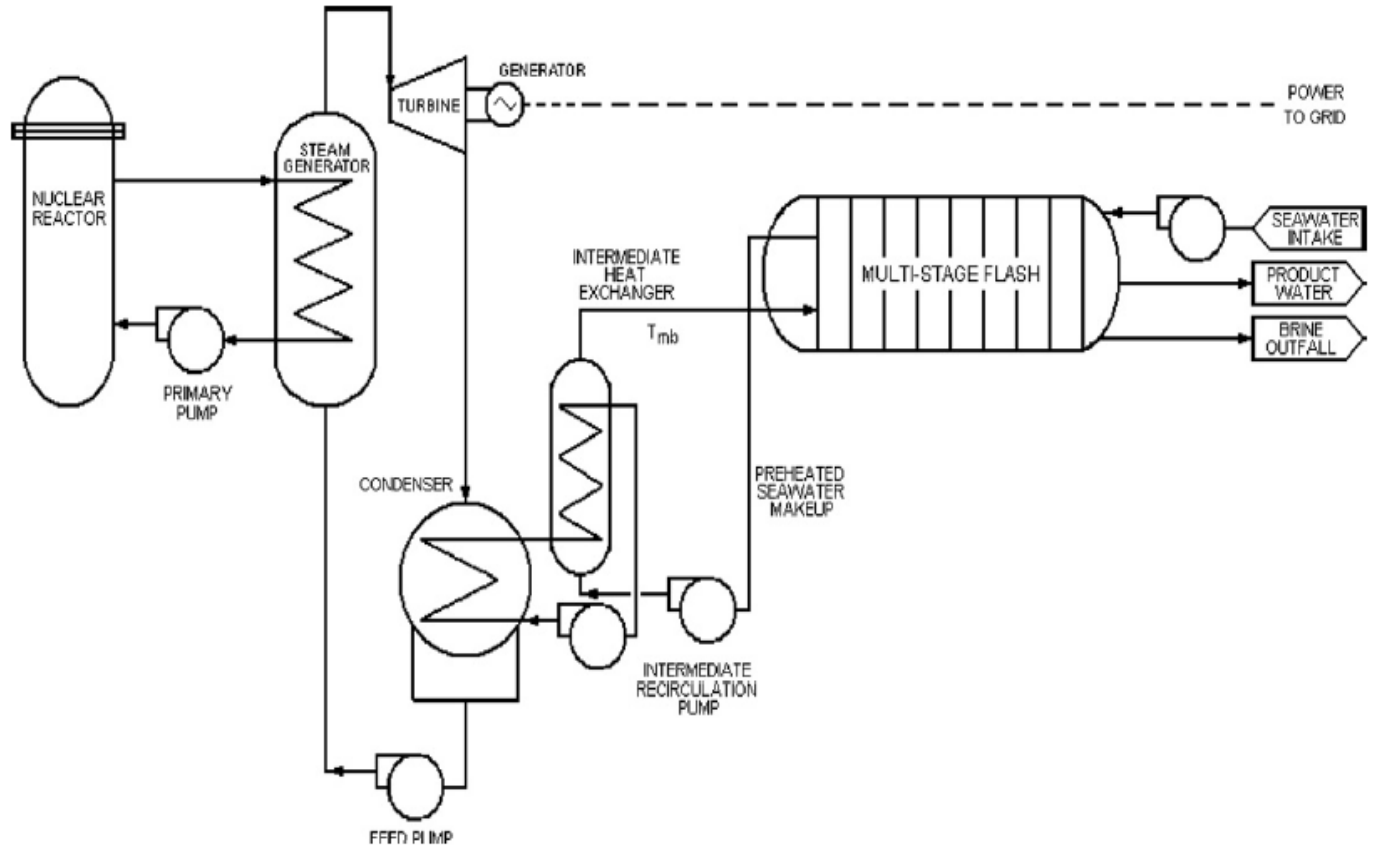 GENERATOR
TURBINE
POWER
TO GRID
STEAM
GENERATOR
NUCLEAR
REACTOR
SEAWATER
INTAKE
INTERMEDIATE
HEAT
EXCHANGER
MULTI-STAGE FLASH
PRODUCT
WATER
Tmb
BRINE
OUTFALL
PRIMARY
PUMP
CONDENSER
PREHEATED
SEAWATER
MAKEUP
INTERMEDIATE
RECIRCULATION
PUMP
FEED PUMP